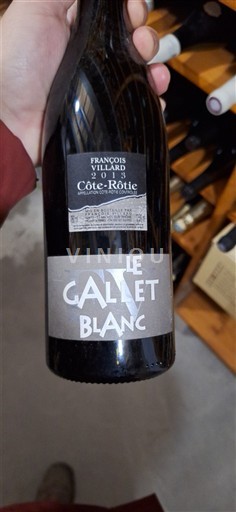 FRANÇOIS
VILLARD
2013
Côte-Rôtie
APPELLATION CÔTE-RÔTIE CONTRÔLÉE
VINIOU
LE
GALLET
BLANC